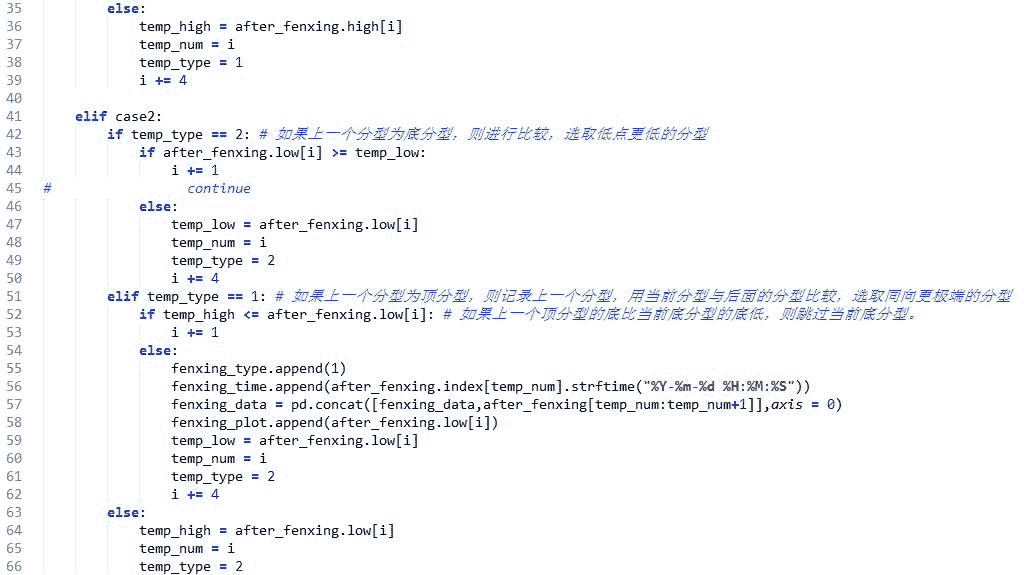 35 else:
36 temp_high = after_fenxing.high[i]
37 temp_num = i
38 temp_type = 1
39 i += 4
40
41 elif case2:
42 if temp_type == 2: # 如果上一个分型为底分型，则进行比较，选取低点更低的分型
43 if after_fenxing.low[i] >= temp_low:
44 i += 1
45 # continue
46 else:
47 temp_low = after_fenxing.low[i]
48 temp_num = i
49 temp_type = 2
50 i += 4
51 elif temp_type == 1: # 如果上一个分型为顶分型，则记录上一个分型，用当前分型与后面的分型比较，选取同向更极端的分型
52 if temp_high <= after_fenxing.low[i]: # 如果上一个顶分型的底比当前底分型的底低，则跳过当前底分型。
53 i += 1
54 else:
55 fenxing_type.append(1)
56 fenxing_time.append(after_fenxing.index[temp_num].strftime("%Y-%m-%d %H:%M:%S"))
57 fenxing_data = pd.concat([fenxing_data,after_fenxing[temp_num:temp_num+1]],axis = 0)
58 fenxing_plot.append(after_fenxing.low[i])
59 temp_low = after_fenxing.low[i]
60 temp_num = i
61 temp_type = 2
62 i += 4
63 else:
64 temp_high = after_fenxing.low[i]
65 temp_num = i
66 temp_type = 2